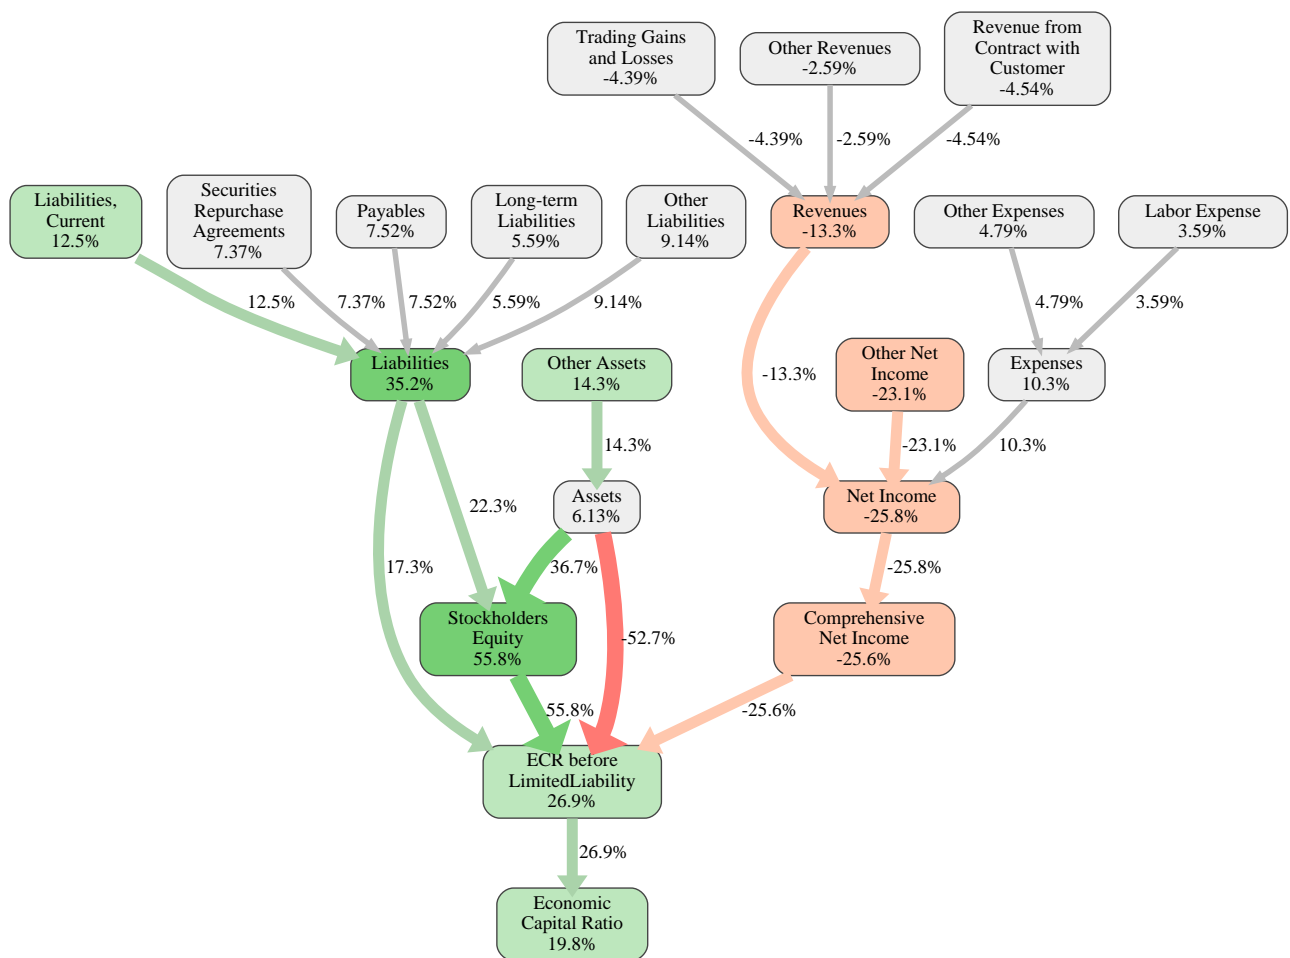 Trading Gains
and Losses
-4.39%
Other Revenues
-2.59%
Revenue from
Contract with
Customer
-4.54%
-4.39%
-2.59%
-4.54%
Liabilities,
Current
12.5%
Securities
Repurchase
Agreements
7.37%
Payables
7.52%
Long-term
Liabilities
5.59%
Other
Liabilities
9.14%
Revenues
-13.3%
Other Expenses
4.79%
Labor Expense
3.59%
12.5%
7.37%
7.52%
5.59%
9.14%
4.79%
3.59%
Liabilities
35.2%
Other Assets
14.3%
-13.3%
Other Net
Income
-23.1%
Expenses
10.3%
14.3%
-23.1%
10.3%
Assets
6.13%
Net Income
-25.8%
22.3%
17.3%
36.7%
-25.8%
Stockholders
Equity
55.8%
-52.7%
Comprehensive
Net Income
-25.6%
55.8%
-25.6%
ECR before
LimitedLiability
26.9%
26.9%
Economic
Capital Ratio
19.8%